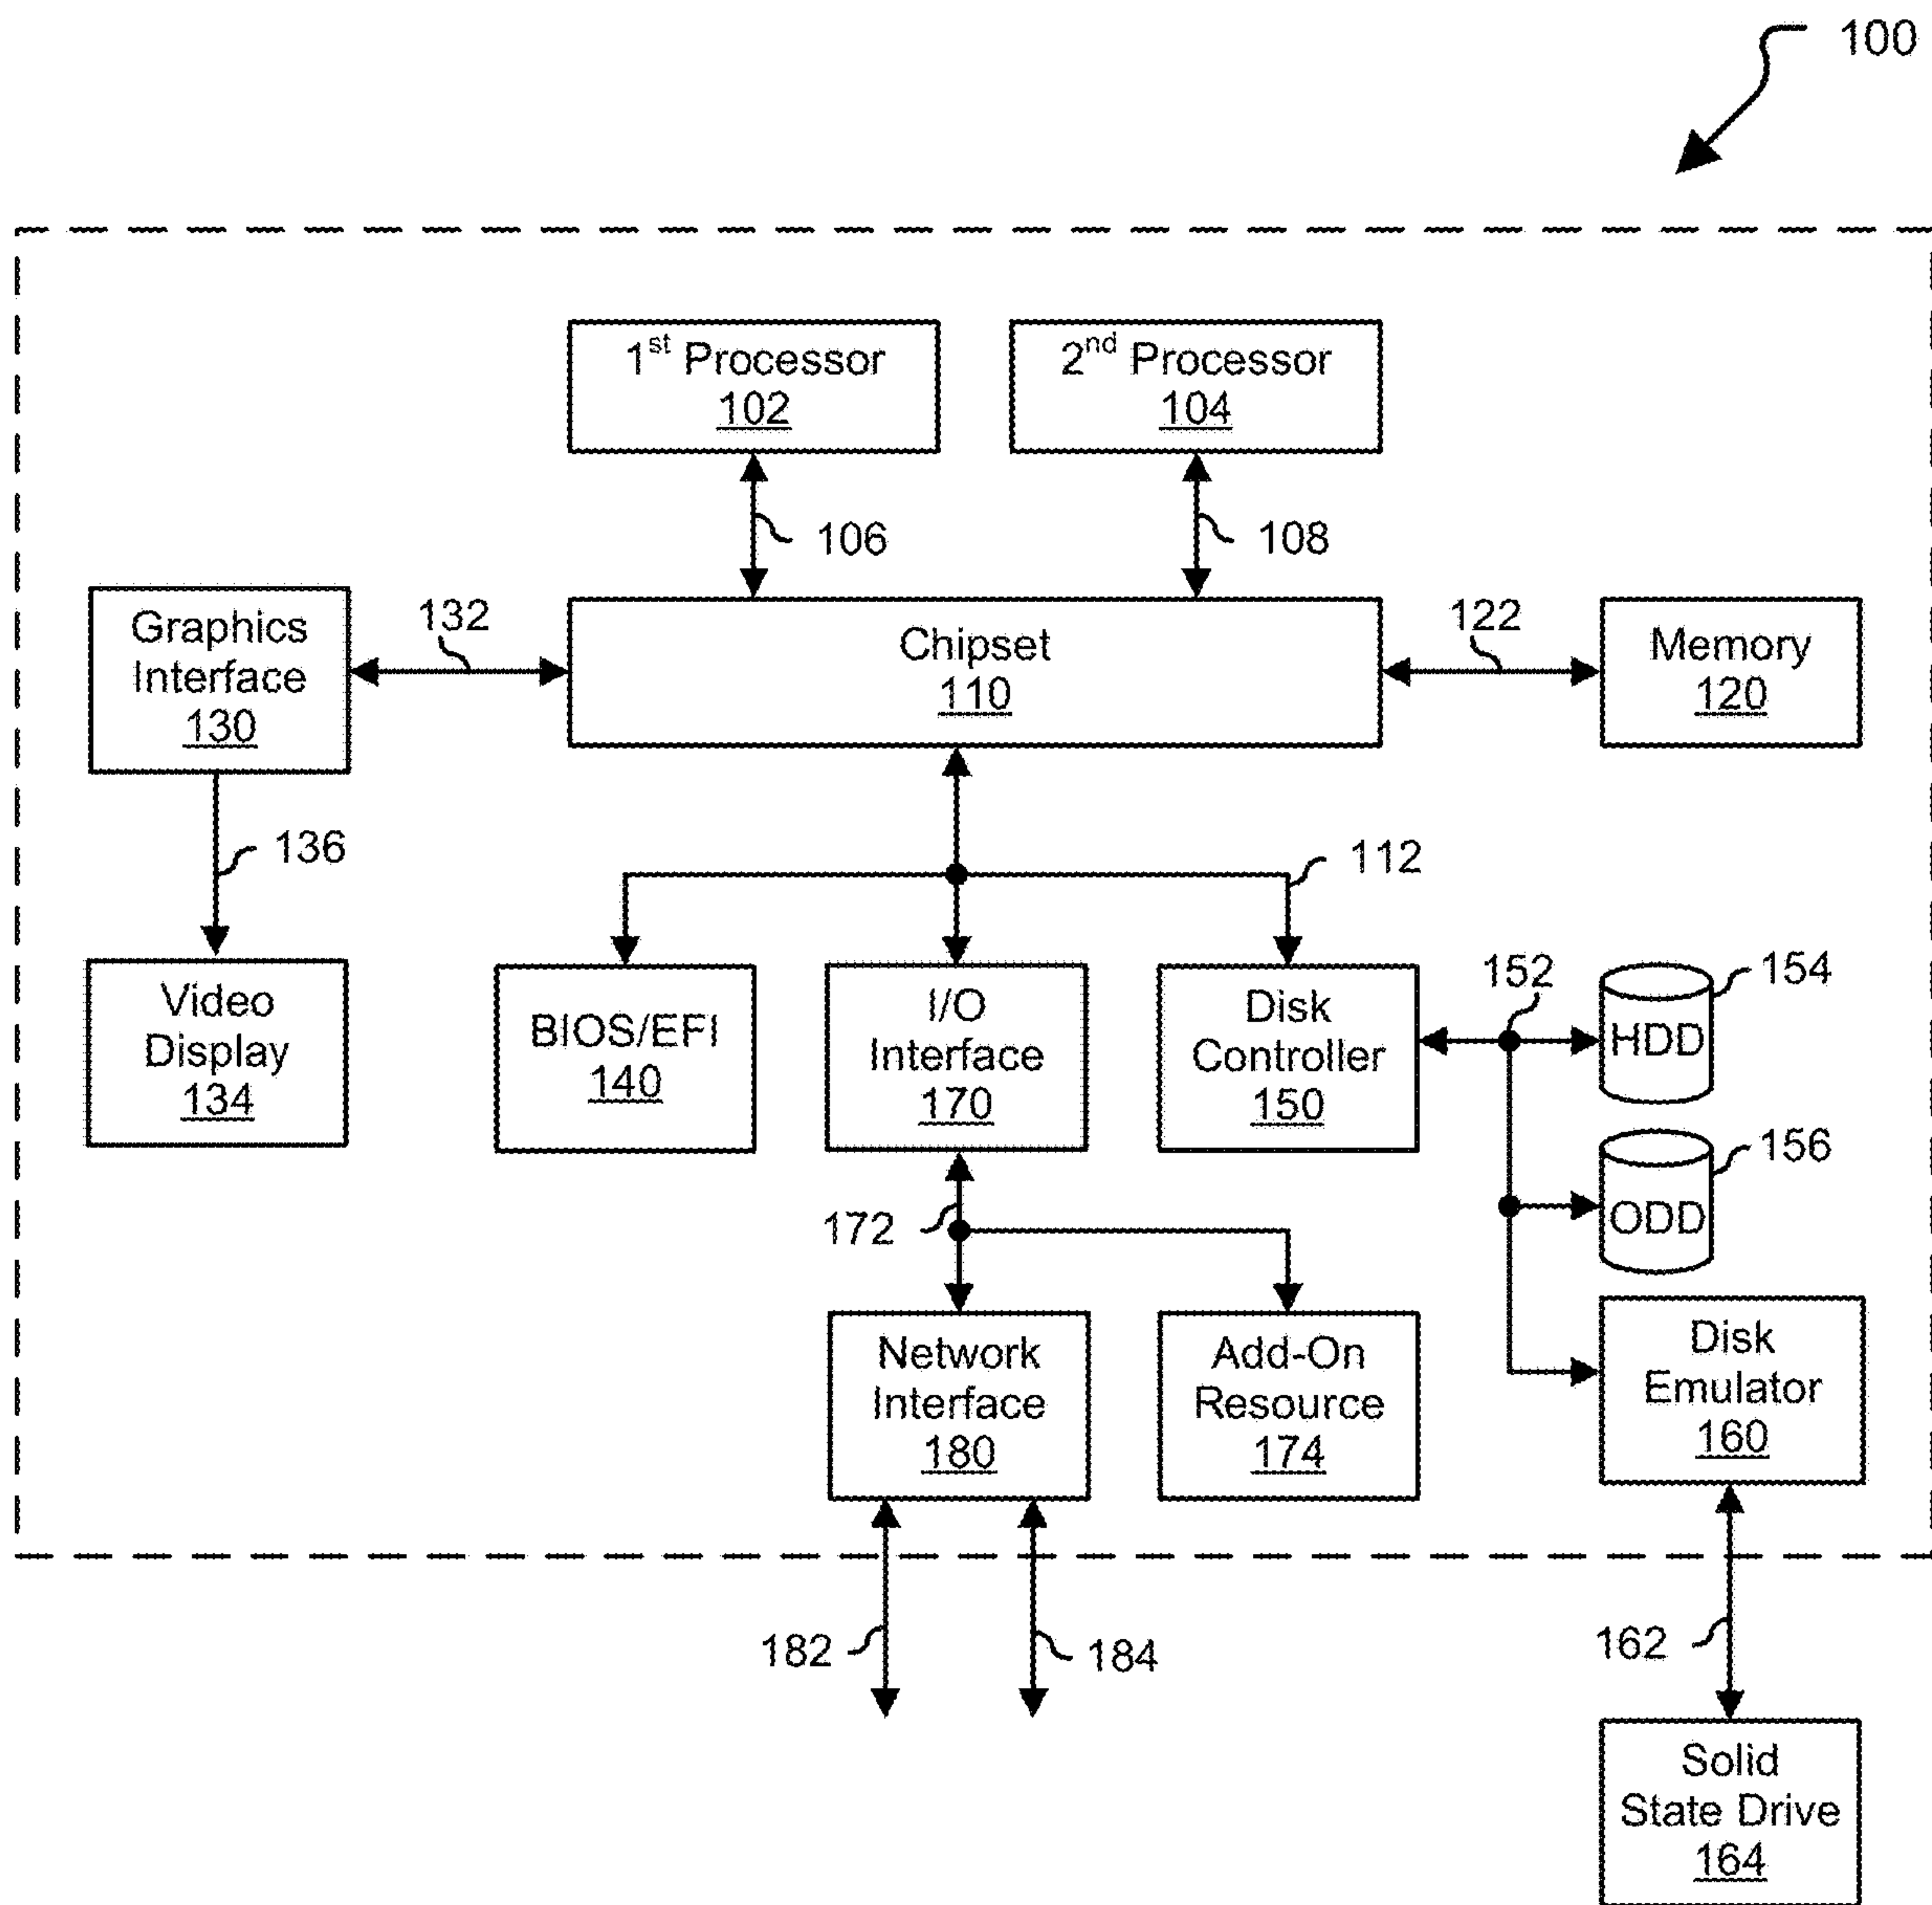 100
1st Processor
102
2nd Processor
104
106
108
Graphics
Interface
130
132
Chipset
110
122
Memory
120
136
112
Video
Display
134
BIOS/EFI
140
I/O
Interface
170
Disk
Controller
150
152
HDD
154
ODD
156
172
Network
Interface
180
Add-On
Resource
174
Disk
Emulator
160
182
184
162
Solid
State Drive
164